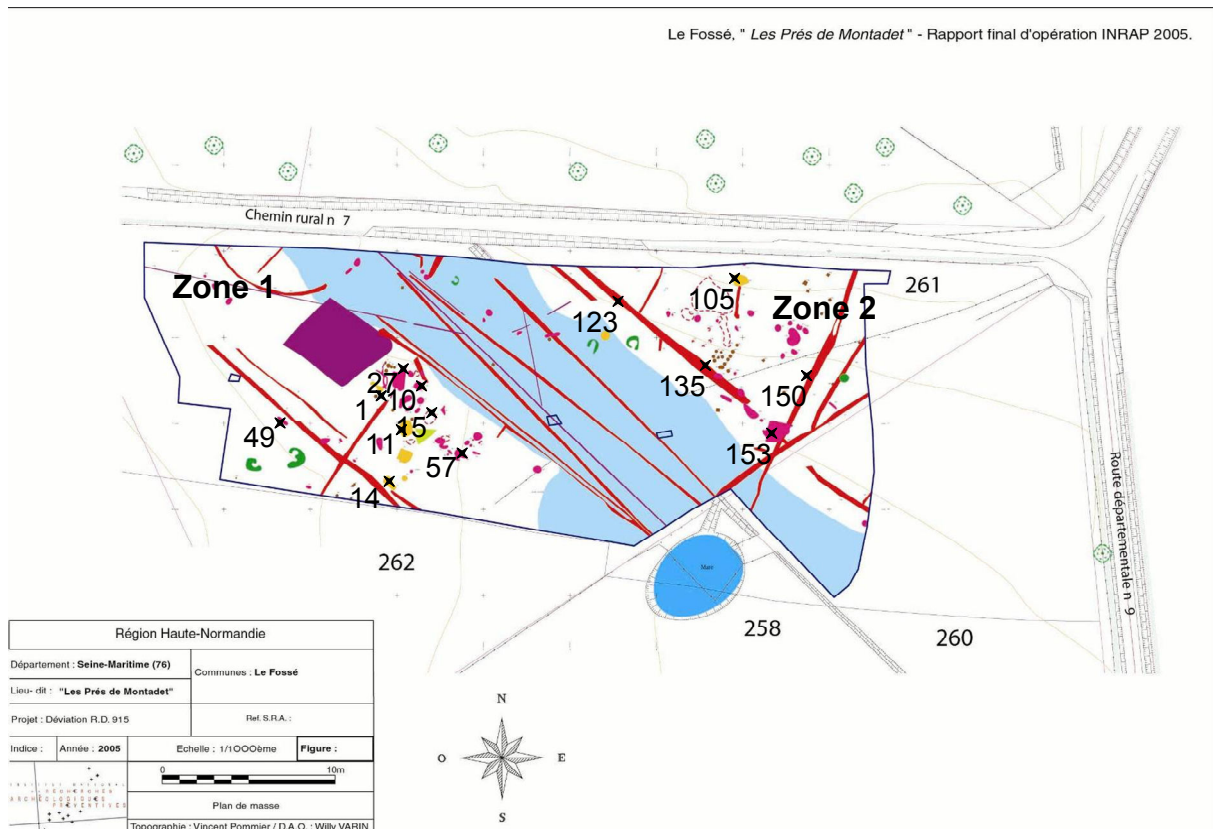 Le Fossé, " Les Prés de Montadet " - Rapport final d'opération INRAP 2005.
Chemin rural n 7
Zone 1
Zone 2
261
105
123
135
150
153
27
10
1
15
11
49
57
14
262
Mare
258
260
Route départementale n 9
Région Haute-Normandie
Département : Seine-Maritime (76)
Communes : Le Fossé
Lieu- dit : "Les Prés de Montadet"
Projet : Déviation R.D. 915
Ref. S.R.A. :
Indice :
Année : 2005
Echelle : 1/1OOOème
Figure :
0 10m
Plan de masse
Topographie : Vincent Pommier / D.A.O. : Willy VARIN
N
O E
S